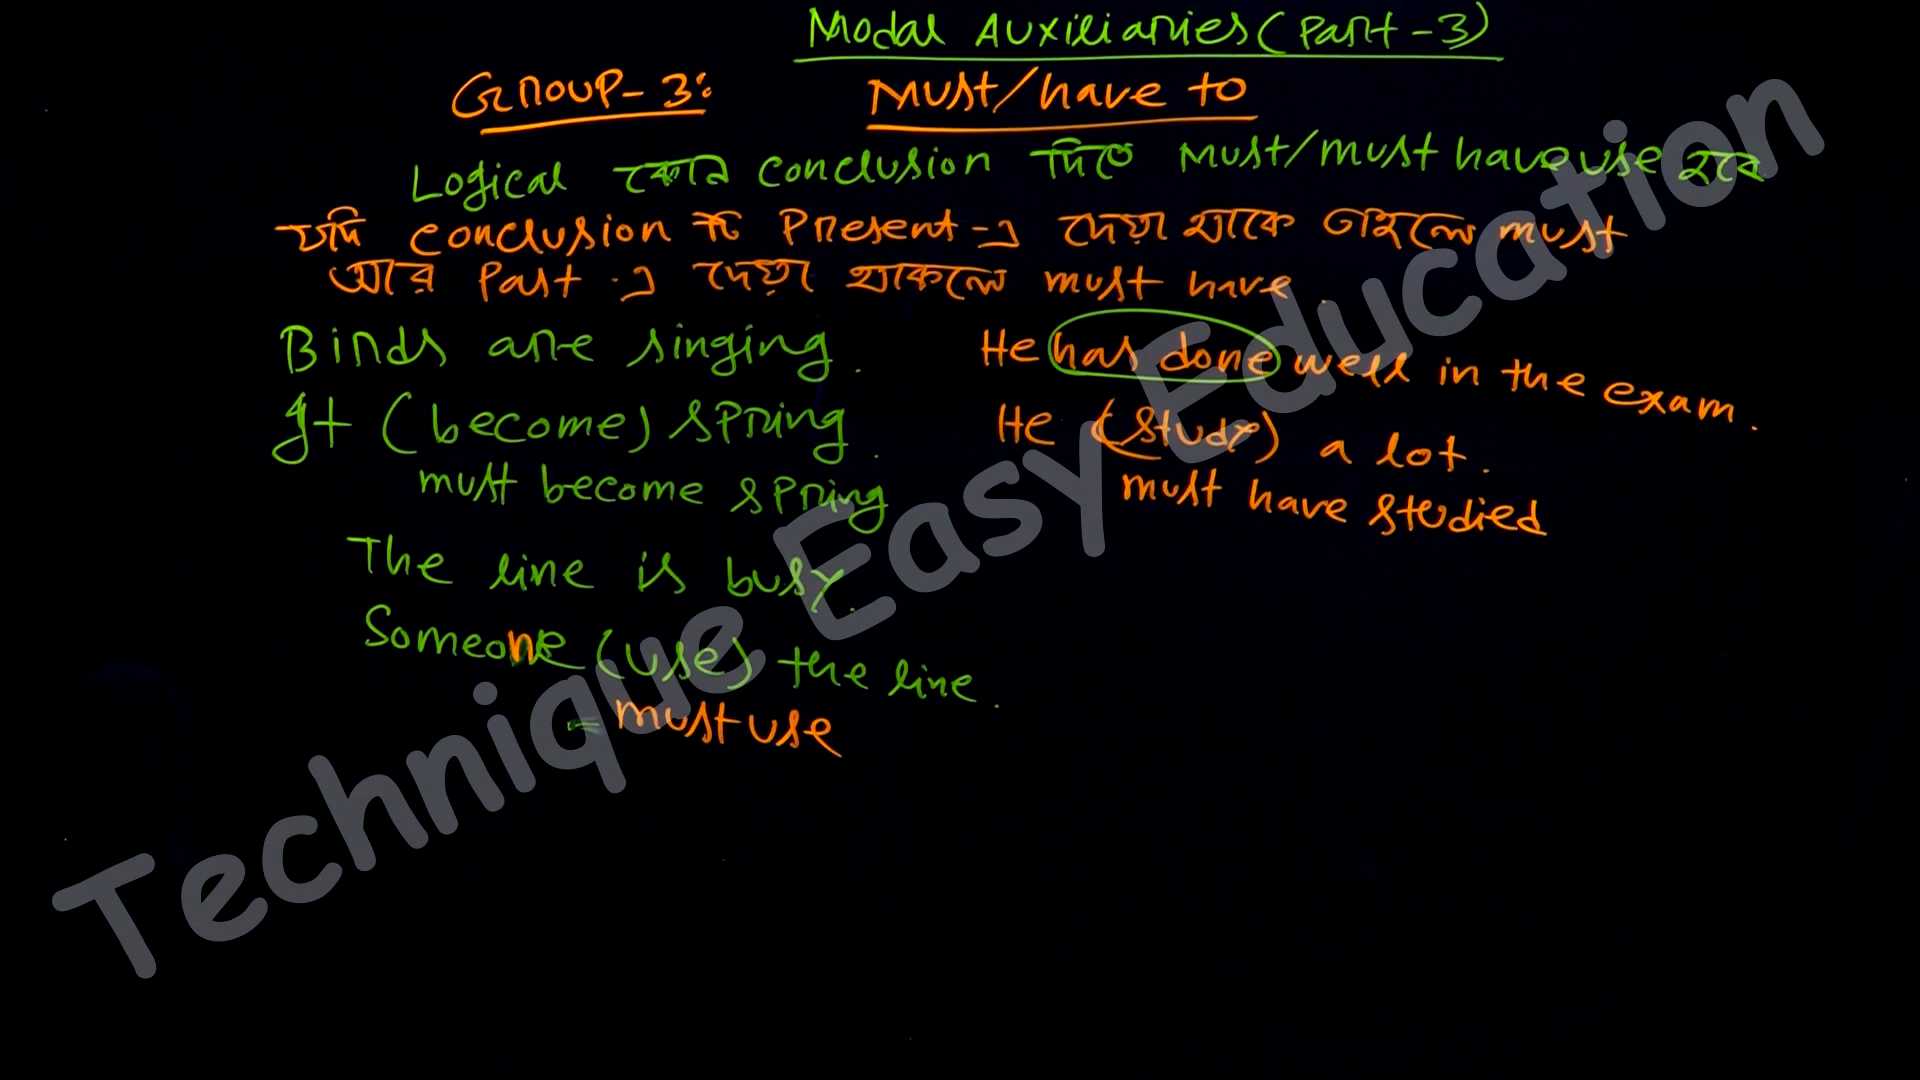 Modal Auxiliaries (Part-3)
Group-3: Must/have to
Logical কোন conclusion দিতে must/must have use হবে
যদি conclusion টি Present-এ দেয়া থাকে তাহলে must
আর Past-এ দেয়া থাকলে must have.
Birds are singing.
It (become) spring.
must become spring
The line is busy.
Someone (use) the line.
= must use
He has done well in the exam.
He (study) a lot.
must have studied
Technique Easy Education